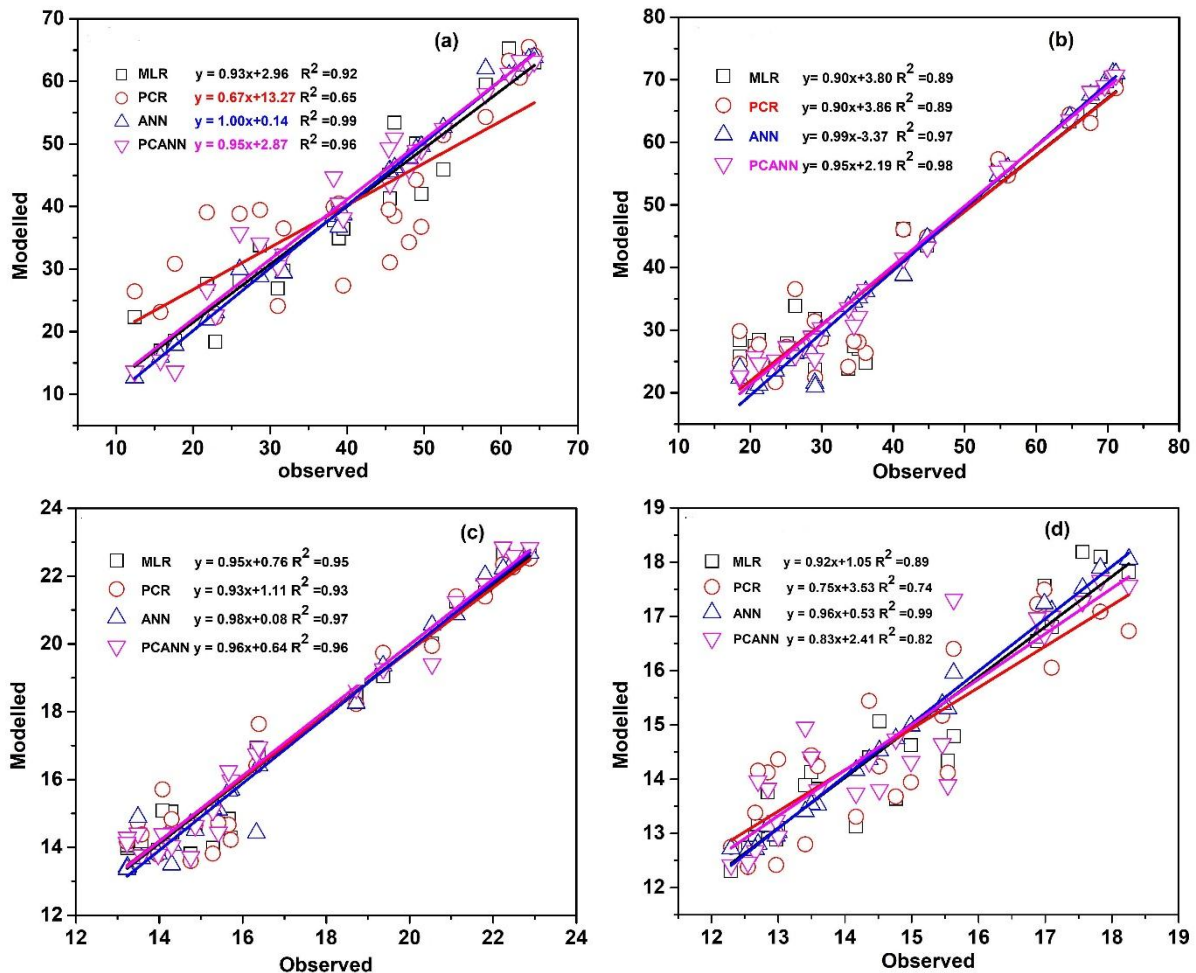 (a)
MLR y = 0.93x+2.96 R2 =0.92
PCR y = 0.67x+13.27 R2 =0.65
ANN y = 1.00x+0.14 R2 =0.99
PCANN y = 0.95x+2.87 R2 =0.96
70
60
50
40
30
20
10
10 20 30 40 50 60 70
Modelled
observed
(b)
MLR y= 0.90x+3.80 R2 =0.89
PCR y= 0.90x+3.86 R2 =0.89
ANN y= 0.99x-3.37 R2 =0.97
PCANN y= 0.95x+2.19 R2 =0.98
80
70
60
50
40
30
20
10 20 30 40 50 60 70 80
Modelled
Observed
(c)
MLR y = 0.95x+0.76 R2 =0.95
PCR y = 0.93x+1.11 R2 =0.93
ANN y = 0.98x+0.08 R2 =0.97
PCANN y = 0.96x+0.64 R2 =0.96
24
22
20
18
16
14
12
12 14 16 18 20 22 24
Modelled
Observed
(d)
MLR y =0.92x+1.05 R2 =0.89
PCR y =0.75x+3.53 R2 =0.74
ANN y =0.96x+0.53 R2 =0.99
PCANN y =0.83x+2.41 R2 =0.82
19
18
17
16
15
14
13
12
12 13 14 15 16 17 18 19
Modelled
Observed